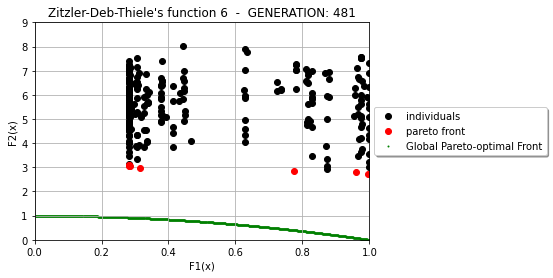 Zitzler-Deb-Thiele's function 6 - GENERATION: 481
9
8
7
6
5
4
3
2
1
0
F2(x)
0.0 0.2 0.4 0.6 0.8 1.0
F1(x)
individuals
pareto front
Global Pareto-optimal Front